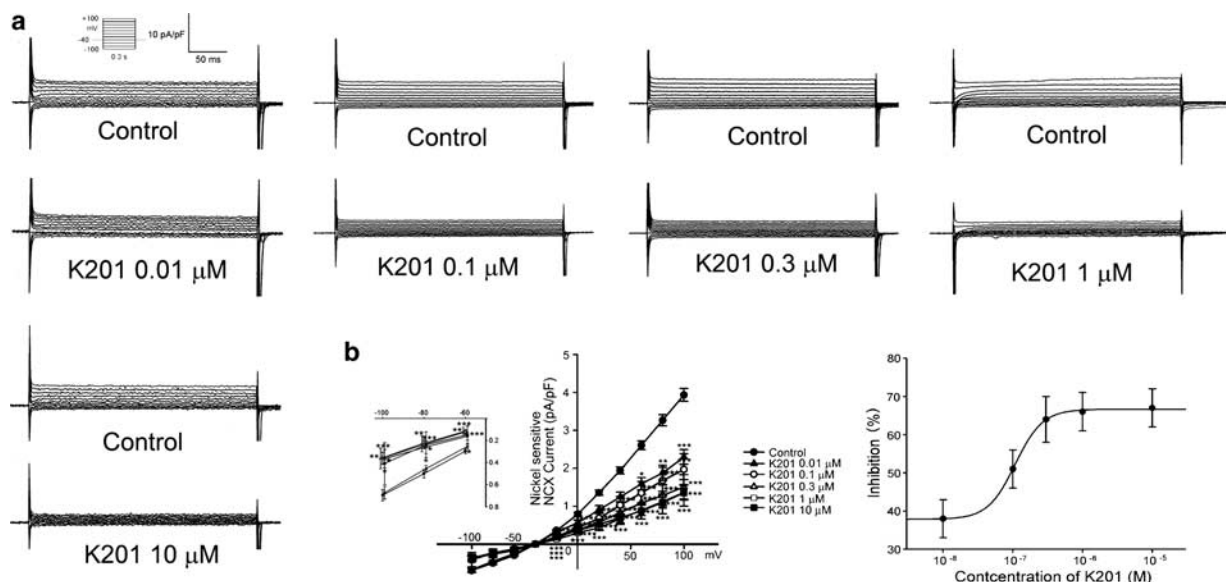 a
+100
mV
-40
-100
0.3 s
10 pA/pF
50 ms
Control
Control
Control
Control
K201 0.01 μM
K201 0.1 μM
K201 0.3 μM
K201 1 μM
Control
K201 10 μM
b
Nickel sensitive
NCX Current (pA/pF)
5
4
3
2
1
0
-100
-50
50
100
mV
-100
-80
-60
0.2
0.4
0.6
0.8
Control
K201 0.01 μM
K201 0.1 μM
K201 0.3 μM
K201 1 μM
K201 10 μM
Inhibition (%)
80
70
60
50
40
30
10⁻⁸
10⁻⁷
10⁻⁶
10⁻⁵
Contcentration of K201 (M)